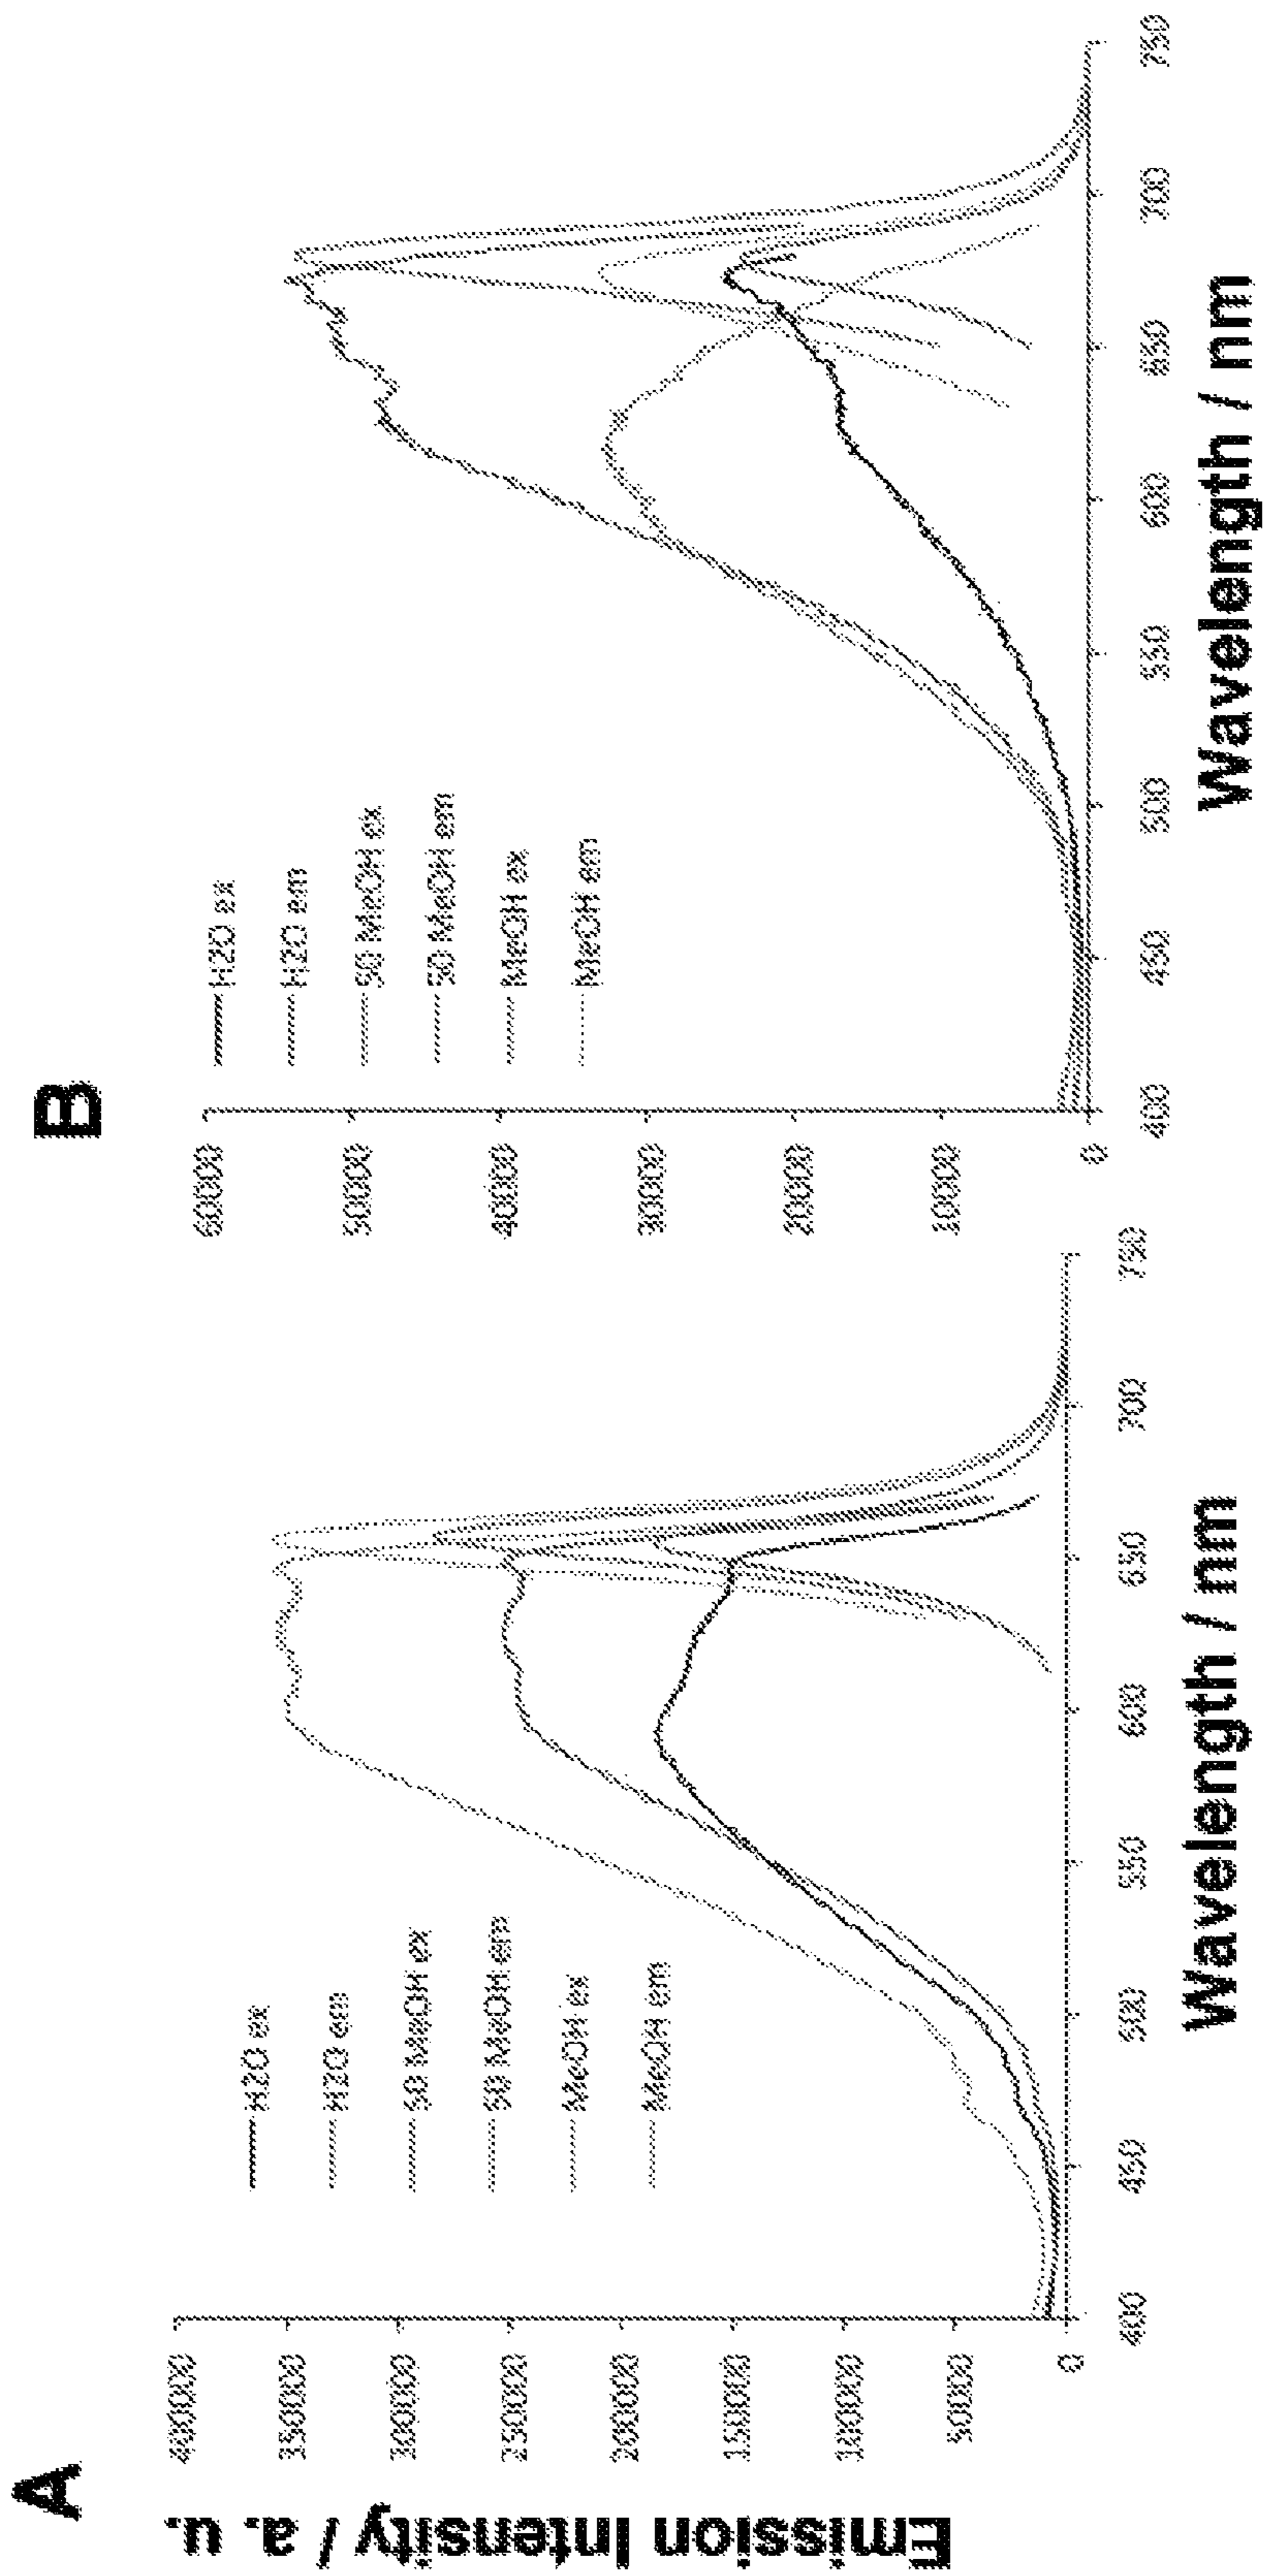 A
Emission Intensity / a. u.
400000
350000
300000
250000
200000
150000
100000
50000
0
H2O ex
H2O em
50 MeOH ex
50 MeOH em
MeOH ex
MeOH em
400
450
500
550
600
650
700
750
Wavelength / nm
B
60000
50000
40000
30000
20000
10000
0
H2O ex
H2O em
50 MeOH ex
50 MeOH em
MeOH ex
MeOH em
400
450
500
550
600
650
700
750
Wavelength / nm